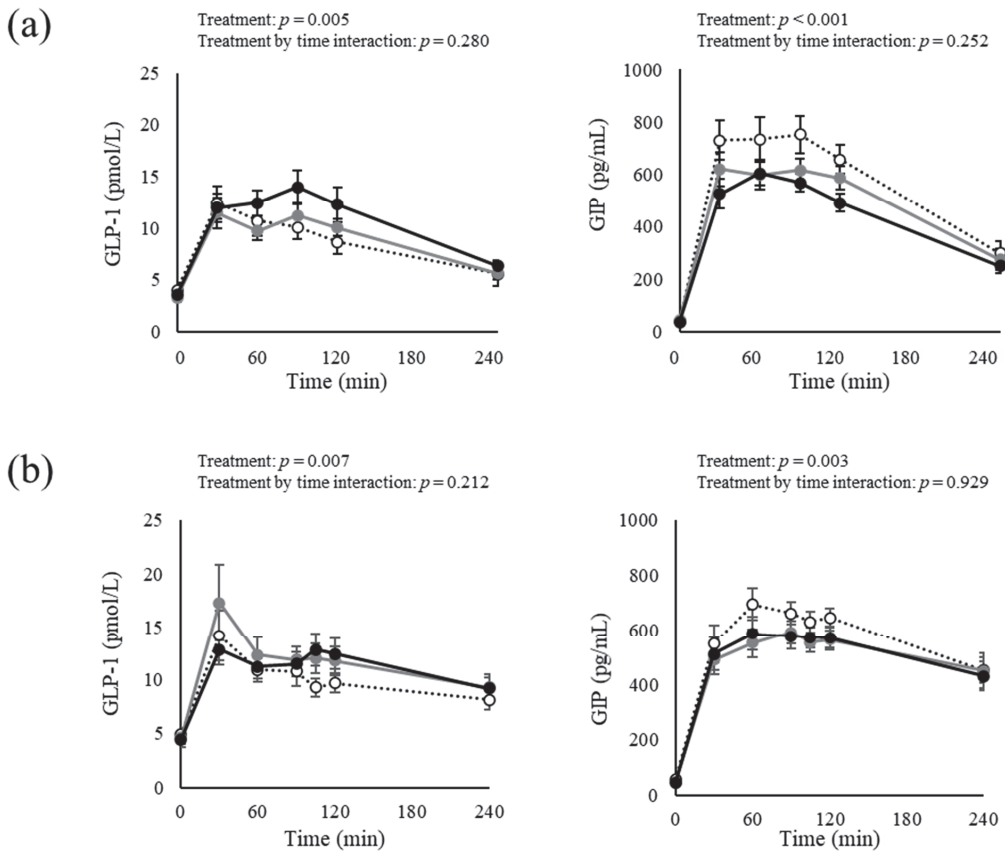 (a)
Treatment: p = 0.005
Treatment by time interaction: p = 0.280
25
20
15
10
5
0
GLP-1 (pmol/L)
0 60 120 180 240
Time (min)
Treatment: p < 0.001
Treatment by time interaction: p = 0.252
1000
800
600
400
200
0
GIP (pg/mL)
0 60 120 180 240
Time (min)
(b)
Treatment: p = 0.007
Treatment by time interaction: p = 0.212
25
20
15
10
5
0
GLP-1 (pmol/L)
0 60 120 180 240
Time (min)
Treatment: p = 0.003
Treatment by time interaction: p = 0.929
1000
800
600
400
200
0
GIP (pg/mL)
0 60 120 180 240
Time (min)